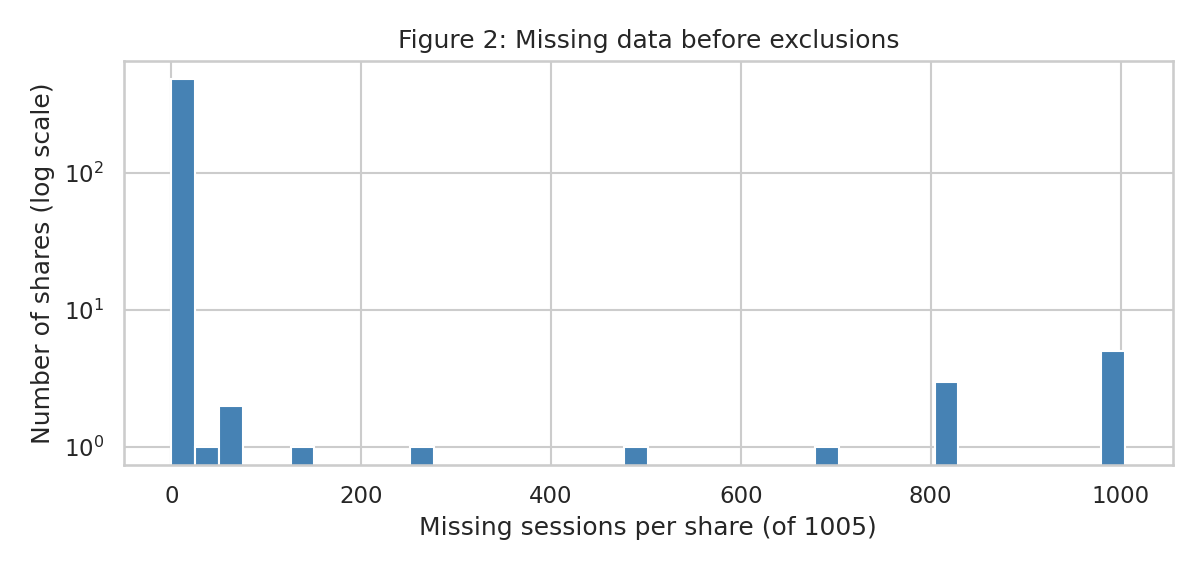 Figure 2: Missing data before exclusions
Number of shares (log scale)
10²
10¹
10⁰
0 200 400 600 800 1000
Missing sessions per share (of 1005)